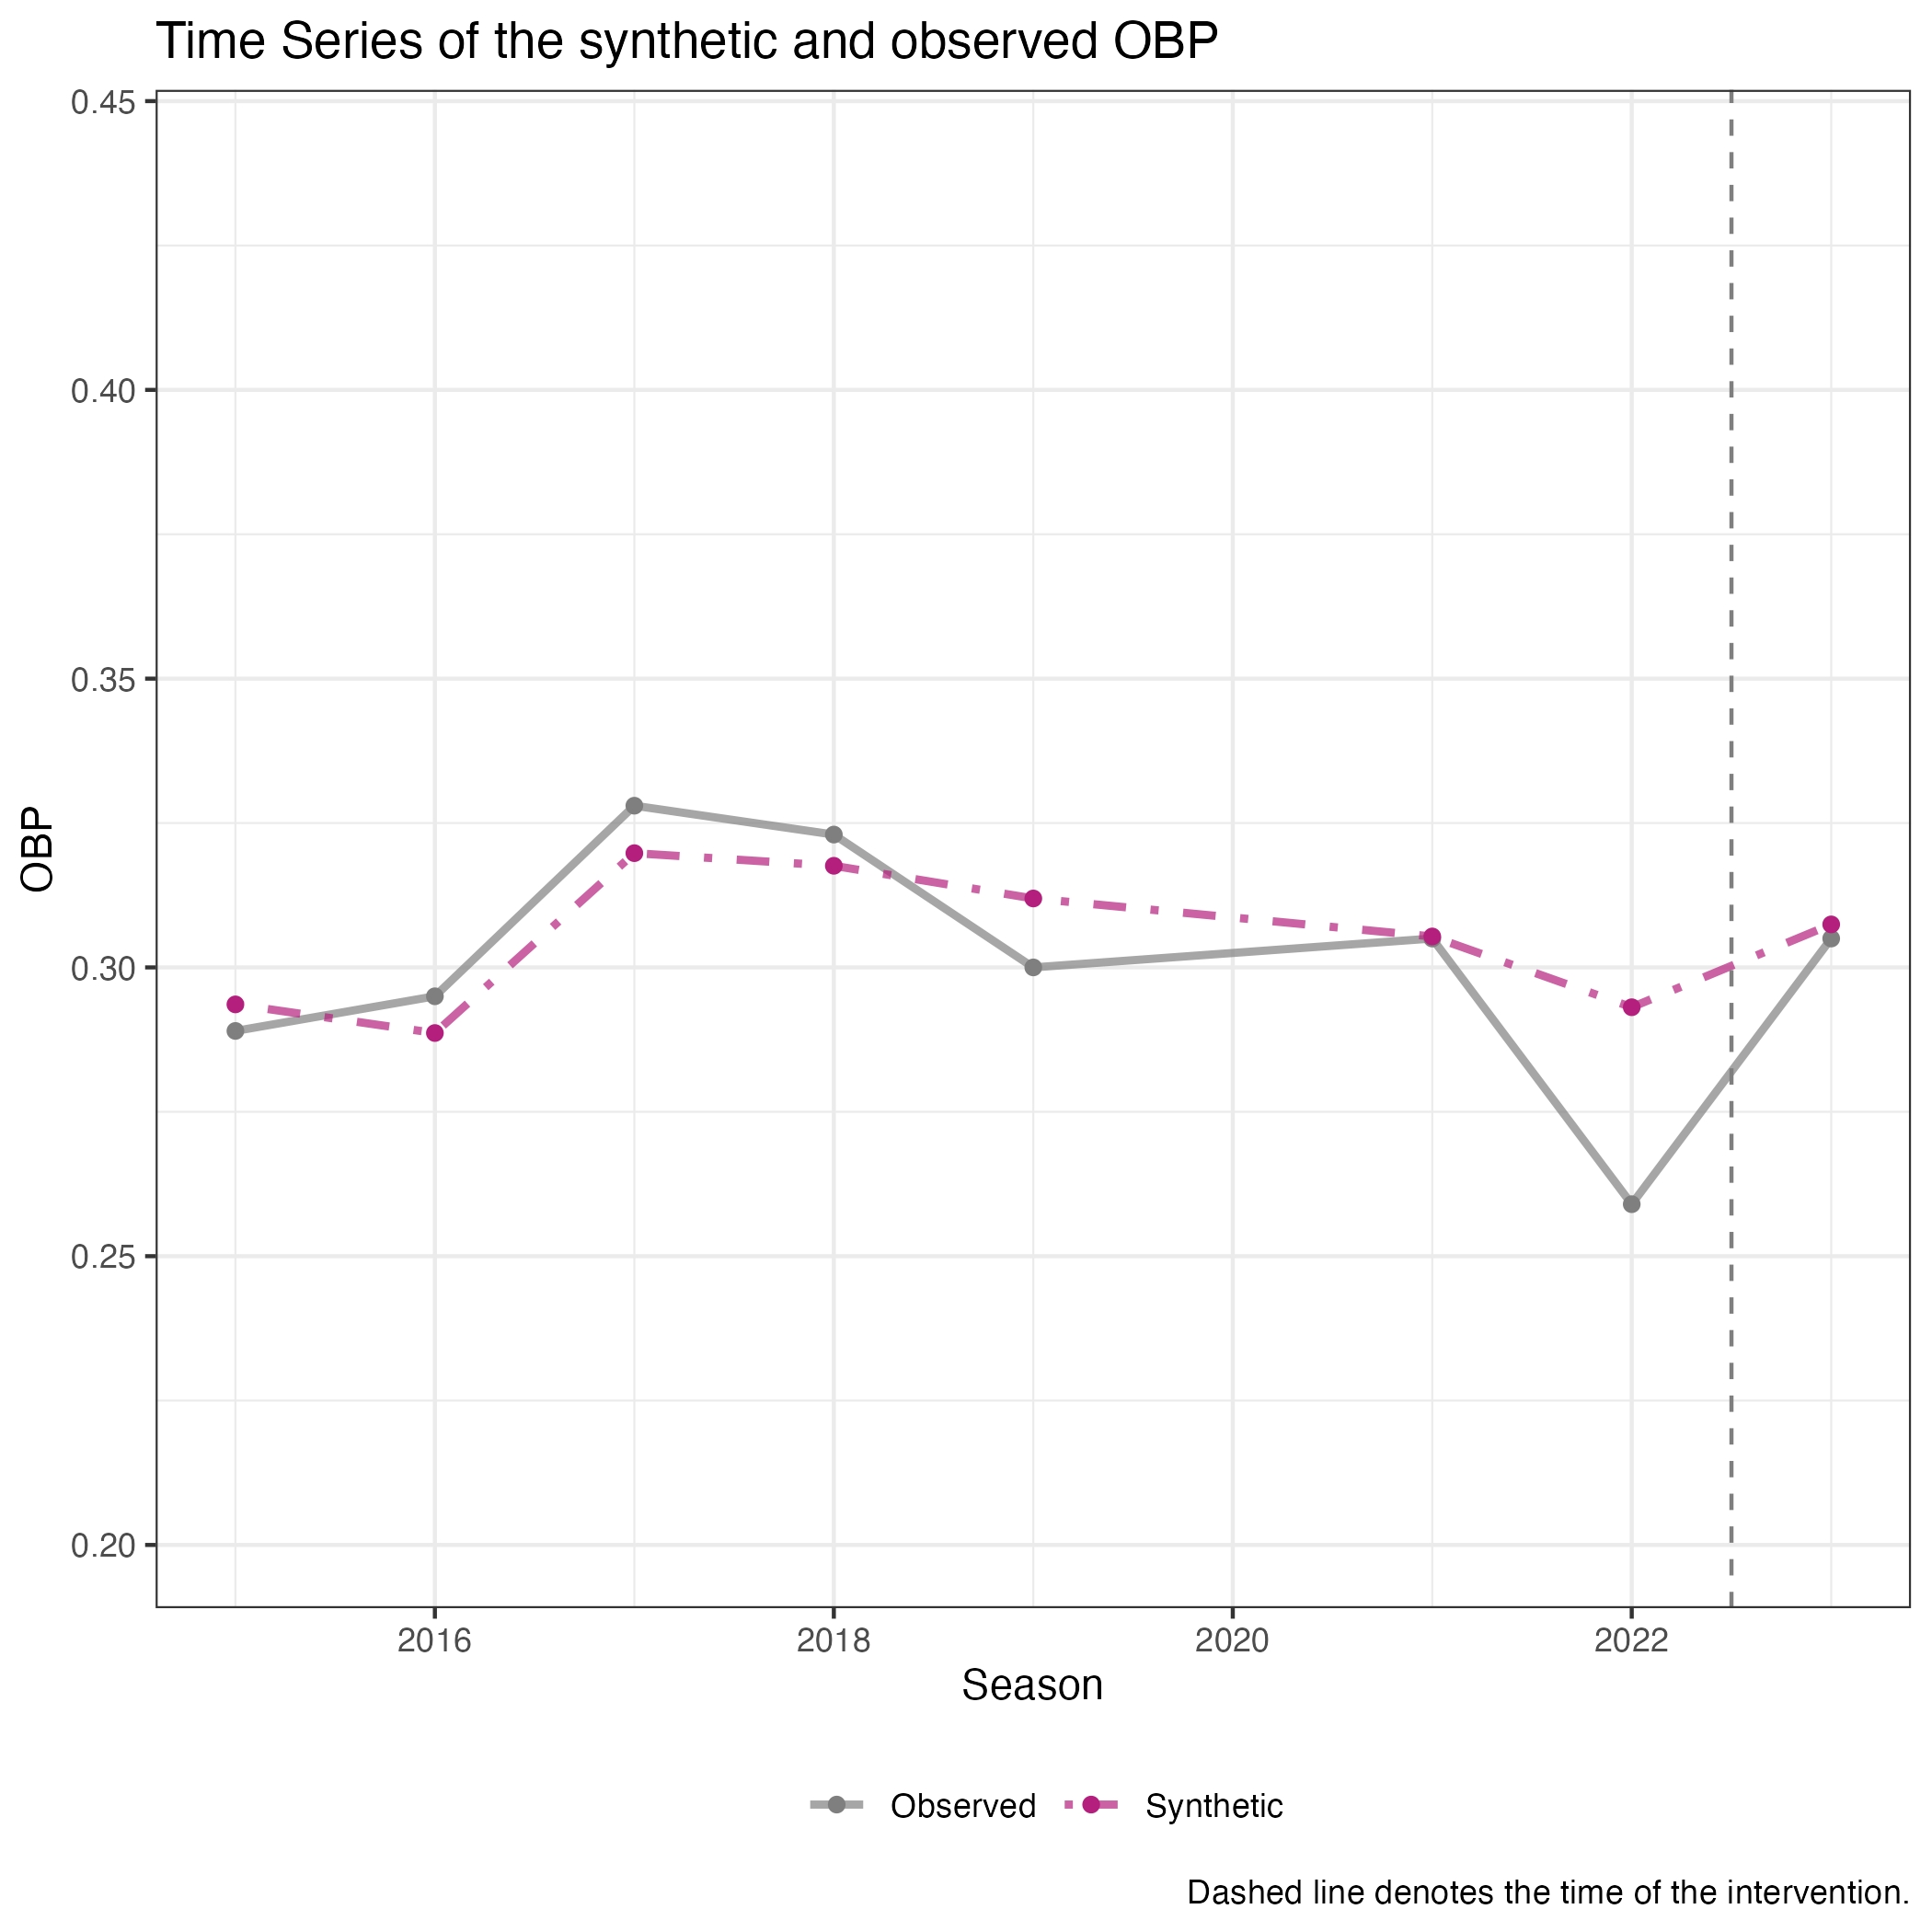 Time Series of the synthetic and observed OBP
0.45
0.40
0.35
0.30
0.25
0.20
OBP
2016 2018 2020 2022
Season
Observed Synthetic
Dashed line denotes the time of the intervention.